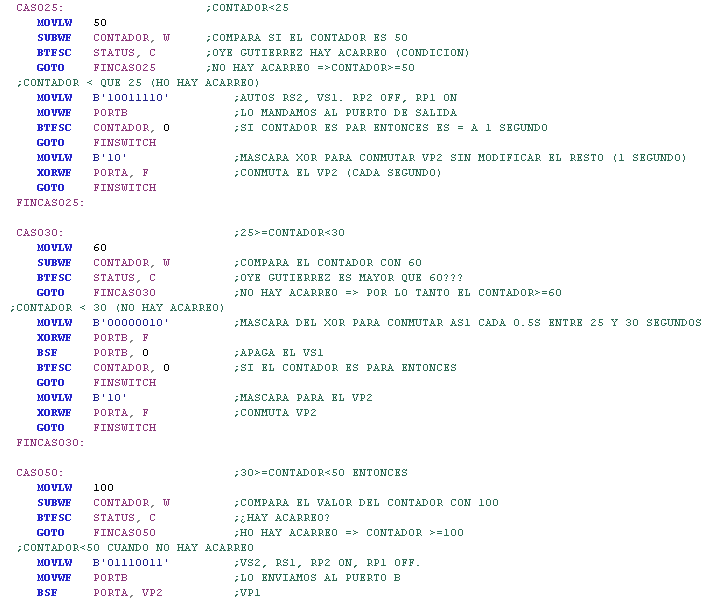 CASO25: ;CONTADOR<25
MOVLW 50
SUBWF CONTADOR, W ;COMPARA SI EL CONTADOR ES 50
BTFSC STATUS, C ;OYE GUTIERREZ HAY ACARREO (CONDICION)
GOTO FINCASO25 ;NO HAY ACARREO =>CONTADOR>=50
;CONTADOR < QUE 25 (HO HAY ACARREO)
MOVLW B'10011110' ;AUTOS RS2, VS1. RP2 OFF, RP1 ON
MOVWF PORTB ;LO MANDAMOS AL PUERTO DE SALIDA
BTFSC CONTADOR, 0 ;SI CONTADOR ES PAR ENTONCES ES = A 1 SEGUNDO
GOTO FINSWITCH
MOVLW B'10' ;MASCARA XOR PARA CONMUTAR VP2 SIN MODIFICAR EL RESTO (1 SEGUNDO)
XORWF PORTA, F ;CONMUTA EL VP2 (CADA SEGUNDO)
GOTO FINSWITCH
FINCASO25:
CASO30: ;25>=CONTADOR<30
MOVLW 60
SUBWF CONTADOR, W ;COMPARA EL CONTADOR CON 60
BTFSC STATUS, C ;OYE GUTIERREZ ES MAYOR QUE 60???
GOTO FINCASO30 ;NO HAY ACARREO => POR LO TANTO EL CONTADOR>=60
;CONTADOR < 30 (NO HAY ACARREO)
MOVLW B'00000010' ;MASCARA DEL XOR PARA CONMUTAR AS1 CADA 0.5S ENTRE 25 Y 30 SEGUNDOS
XORWF PORTB, F
BSF PORTB, 0 ;APAGA EL VS1
BTFSC CONTADOR, 0 ;SI EL CONTADOR ES PARA ENTONCES
GOTO FINSWITCH
MOVLW B'10' ;MASCARA PARA EL VP2
XORWF PORTA, F ;CONMUTA VP2
GOTO FINSWITCH
FINCASO30:
CASO50: ;30>=CONTADOR<50 ENTONCES
MOVLW 100
SUBWF CONTADOR, W ;COMPARA EL VALOR DEL CONTADOR CON 100
BTFSC STATUS, C ;¿HAY ACARREO?
GOTO FINCASO50 ;HO HAY ACARREO => CONTADOR >=100
;CONTADOR<50 CUANDO NO HAY ACARREO
MOVLW B'01110011' ;VS2, RS1, RP2 ON, RP1 OFF.
MOVWF PORTB ;LO ENVIAMOS AL PUERTO B
BSF PORTA, VP2 ;VP1